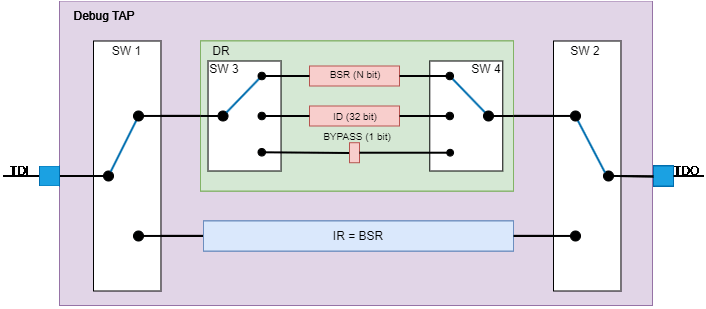 Debug TAP
SW 1
DR
SW 2
SW 3
BSR (N bit)
SW 4
ID (32 bit)
BYPASS (1 bit)
TDI
TDO
IR = BSR